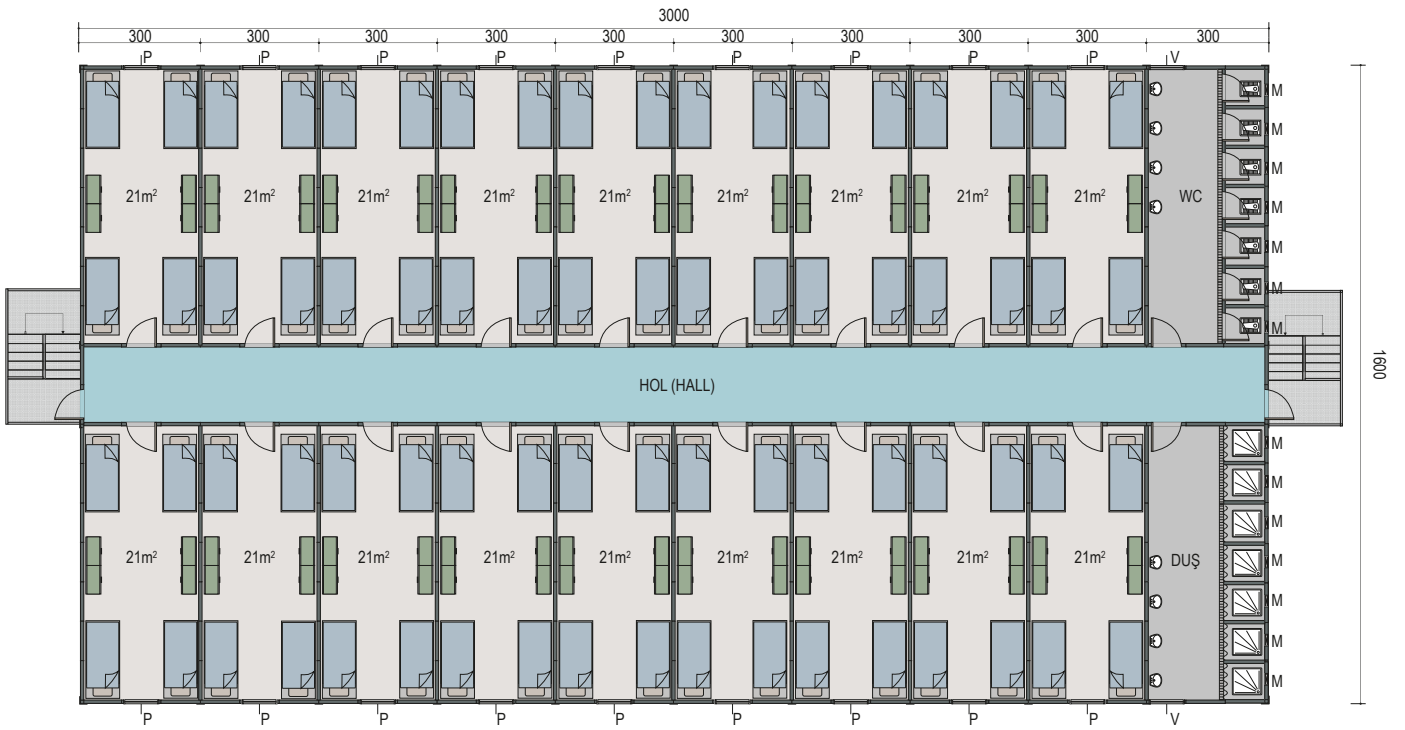 3000
300 300 300 300 300 300 300 300 300 300
P P P P P P P P P V
M
M
21m² 21m² 21m² 21m² 21m² 21m² 21m² 21m² 21m² WC M
M
M
M
M
HOL (HALL)
1600
M
M
M
21m² 21m² 21m² 21m² 21m² 21m² 21m² 21m² 21m² DUŞ M
M
M
M
P P P P P P P P P V